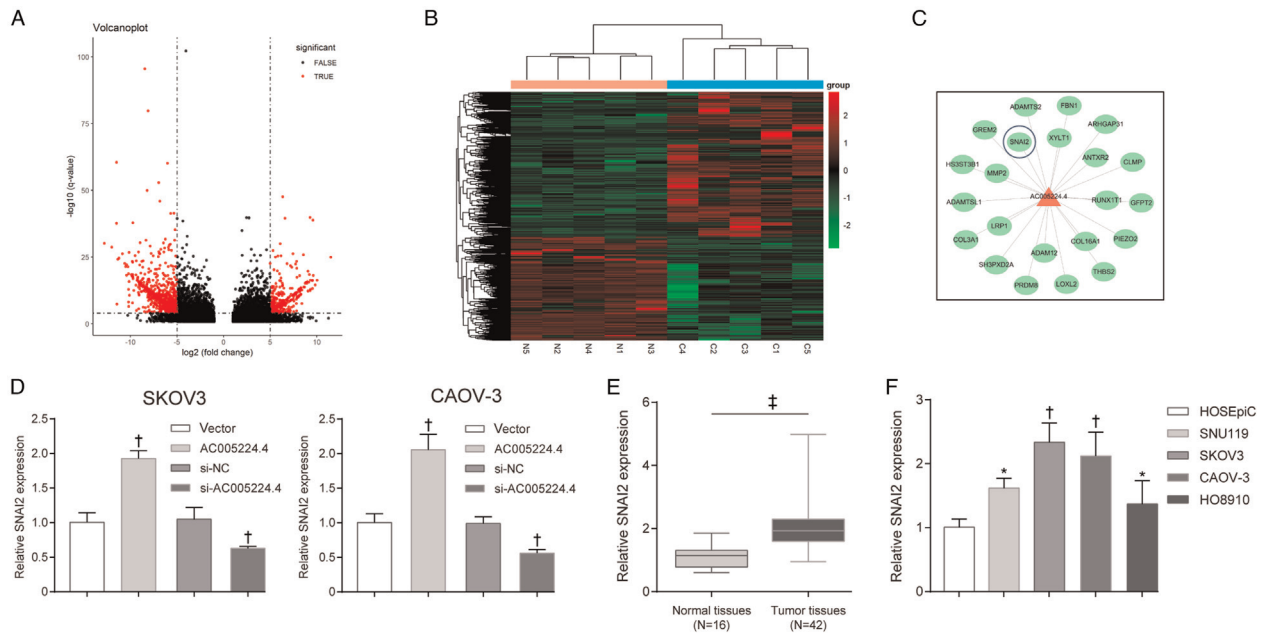 A
Volcanoplot
significant
FALSE
TRUE
100
75
50
25
0
-log10 (q-value)
-10
-5
0
5
10
log2 (fold change)
B
group
2
1
0
-1
-2
N5
N2
N4
N1
N3
C4
C2
C3
C1
C5
C
ADAMTS2
FBN1
GREM2
ARHGAP31
SNAI2
XYLT1
HS3ST3B1
ANTXR2
CLMP
MMP2
AC005224.4
ADAMTSL1
RUNX1T1
GFPT2
LRP1
COL3A1
COL16A1
PIEZO2
SH3PXD2A
ADAM12
THBS2
PRDM8
LOXL2
D
SKOV3
Relative SNAI2 expression
2.5
2.0
1.5
1.0
0.5
0
†
†
Vector
AC005224.4
si-NC
si-AC005224.4
CAOV-3
Relative SNAI2 expression
2.5
2.0
1.5
1.0
0.5
0
†
†
Vector
AC005224.4
si-NC
si-AC005224.4
E
Relative SNAI2 expression
6
4
2
0
‡
Normal tissues
(N=16)
Tumor tissues
(N=42)
F
Relative SNAI2 expression
3
2
1
0
*
†
†
*
HOSEpiC
SNU119
SKOV3
CAOV-3
HO8910